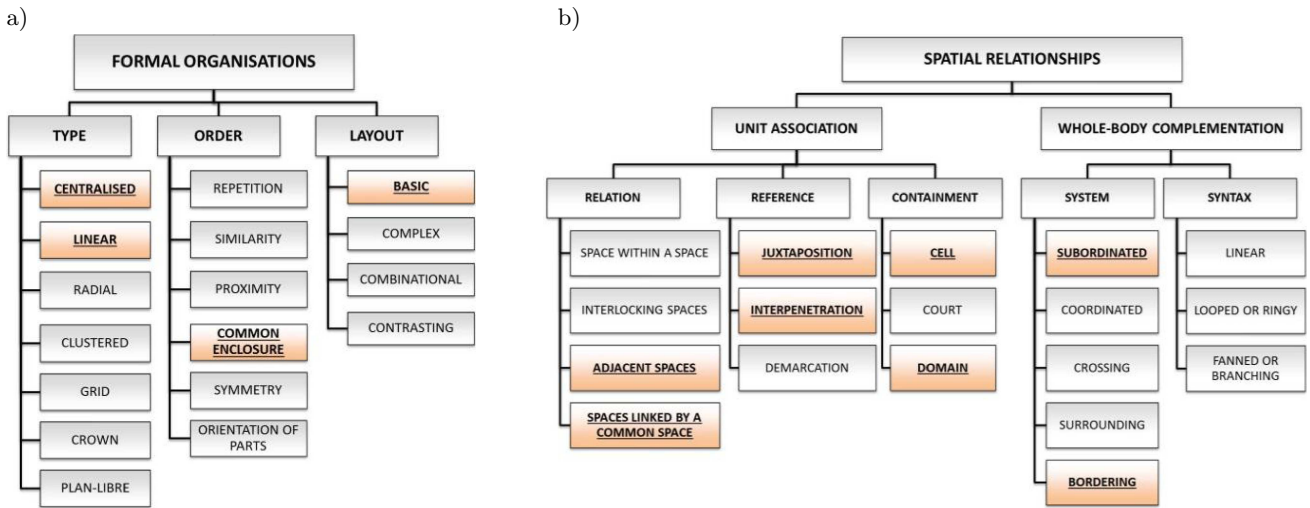 a)
FORMAL ORGANISATIONS
TYPE
CENTRALISED
LINEAR
RADIAL
CLUSTERED
GRID
CROWN
PLAN-LIBRE
ORDER
REPETITION
SIMILARITY
PROXIMITY
COMMON
ENCLOSURE
SYMMETRY
ORIENTATION OF
PARTS
LAYOUT
BASIC
COMPLEX
COMBINATIONAL
CONTRASTING
b)
SPATIAL RELATIONSHIPS
UNIT ASSOCIATION
RELATION
SPACE WITHIN A SPACE
INTERLOCKING SPACES
ADJACENT SPACES
SPACES LINKED BY A
COMMON SPACE
REFERENCE
JUXTAPOSITION
INTERPENETRATION
DEMARCATION
CONTAINMENT
CELL
COURT
DOMAIN
WHOLE-BODY COMPLEMENTATION
SYSTEM
SUBORDINATED
COORDINATED
CROSSING
SURROUNDING
BORDERING
SYNTAX
LINEAR
LOOPED OR RINGY
FANNED OR
BRANCHING